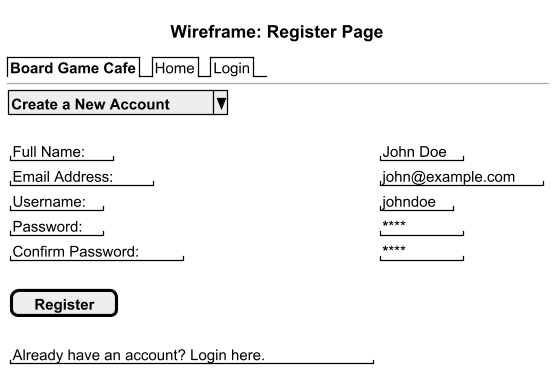 Wireframe: Register Page
Board Game Cafe Home Login
Create a New Account
Full Name: John Doe
Email Address: john@example.com
Username: johndoe
Password: ****
Confirm Password: ****
Register
Already have an account? Login here.